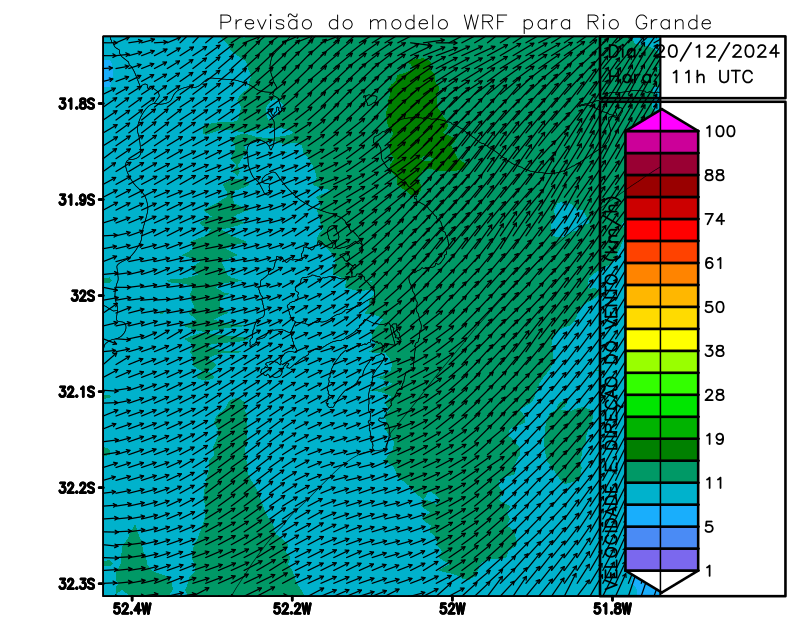 Previsão do modelo WRF para Rio Grande
Dia: 20/12/2024
Hora: 11h UTC
31.8S
31.9S
32S
32.1S
32.2S
32.3S
52.4W
52.2W
52W
51.8W
VELOCIDADE E DIREÇÃO DO VENTO (km/h)
100
88
74
61
50
38
28
19
11
5
1